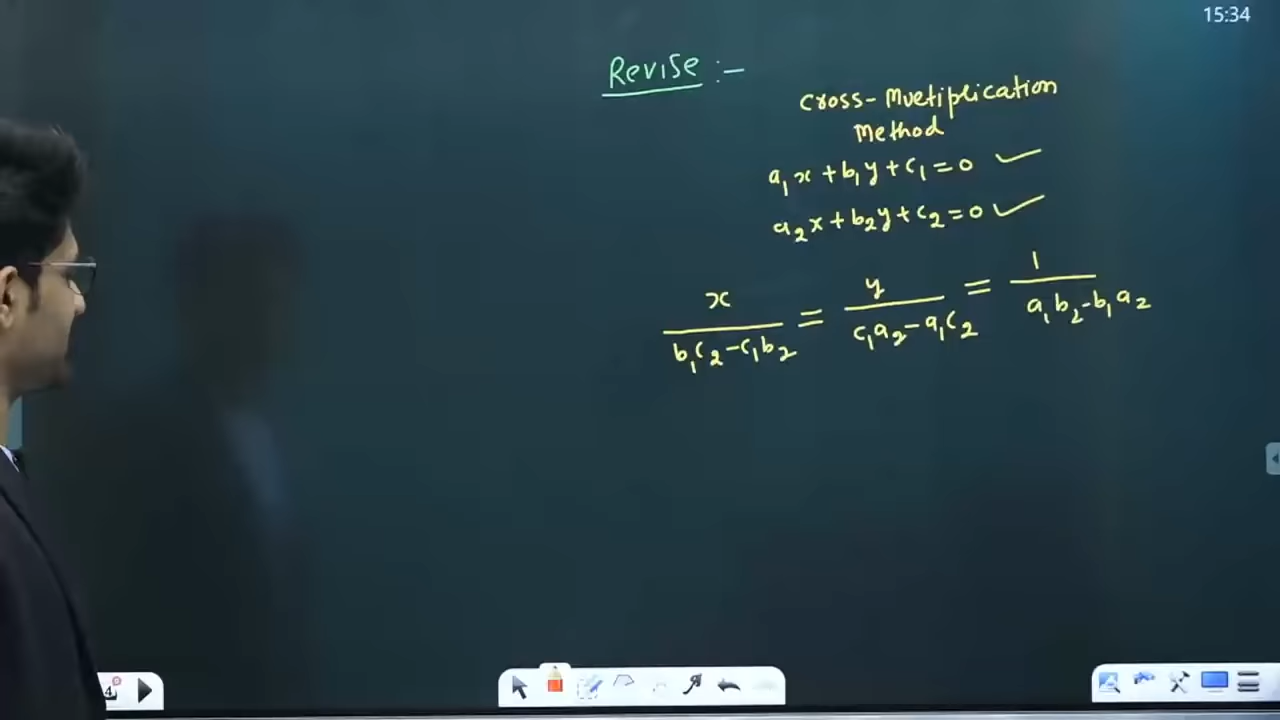 15:34
Revise :-
Cross-Muetiplication
Method
a₁x + b₁y + c₁ = 0 ✓
a₂x + b₂y + c₂ = 0 ✓
x/(b₁c₂ - c₁b₂) = y/(c₁a₂ - a₁c₂) = 1/(a₁b₂ - b₁a₂)